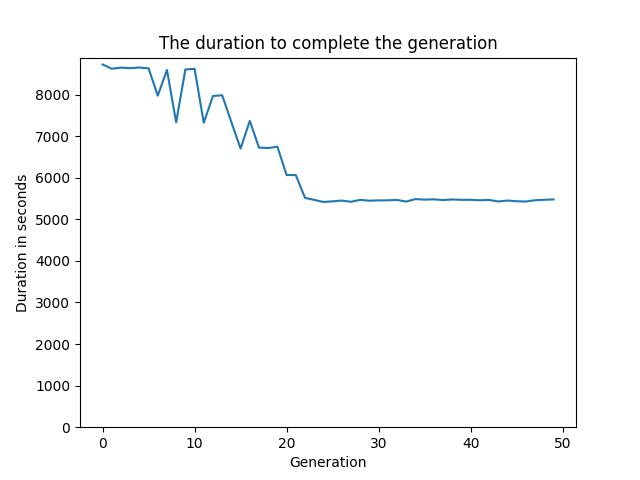 The duration to complete the generation
Duration in seconds
8000
7000
6000
5000
4000
3000
2000
1000
0
0 10 20 30 40 50
Generation